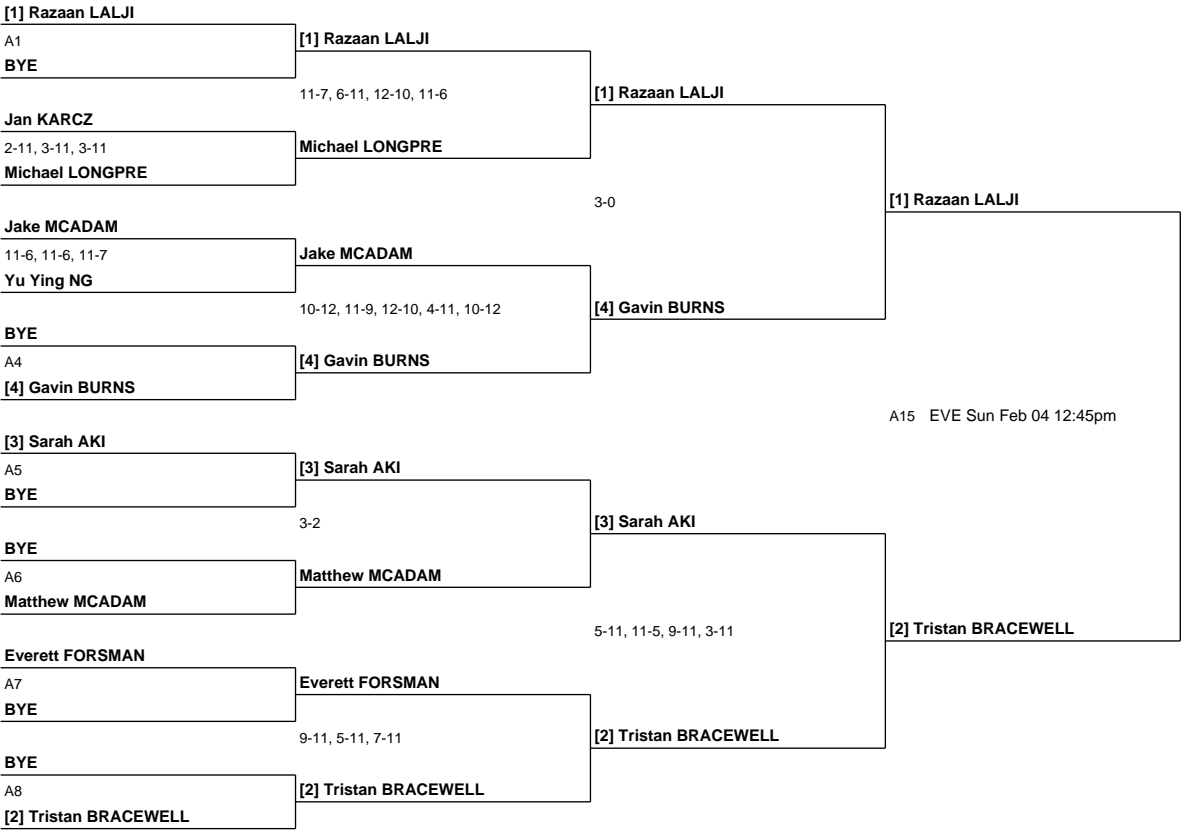 [1] Razaan LALJI
A1
BYE
[1] Razaan LALJI
11-7, 6-11, 12-10, 11-6
[1] Razaan LALJI
Jan KARCZ
2-11, 3-11, 3-11
Michael LONGPRE
Michael LONGPRE
3-0
[1] Razaan LALJI
Jake MCADAM
11-6, 11-6, 11-7
Yu Ying NG
Jake MCADAM
10-12, 11-9, 12-10, 4-11, 10-12
[4] Gavin BURNS
BYE
A4
[4] Gavin BURNS
[4] Gavin BURNS
A15 EVE Sun Feb 04 12:45pm
[3] Sarah AKI
A5
BYE
[3] Sarah AKI
3-2
[3] Sarah AKI
BYE
A6
Matthew MCADAM
Matthew MCADAM
5-11, 11-5, 9-11, 3-11
[2] Tristan BRACEWELL
Everett FORSMAN
A7
BYE
Everett FORSMAN
9-11, 5-11, 7-11
[2] Tristan BRACEWELL
BYE
A8
[2] Tristan BRACEWELL
[2] Tristan BRACEWELL